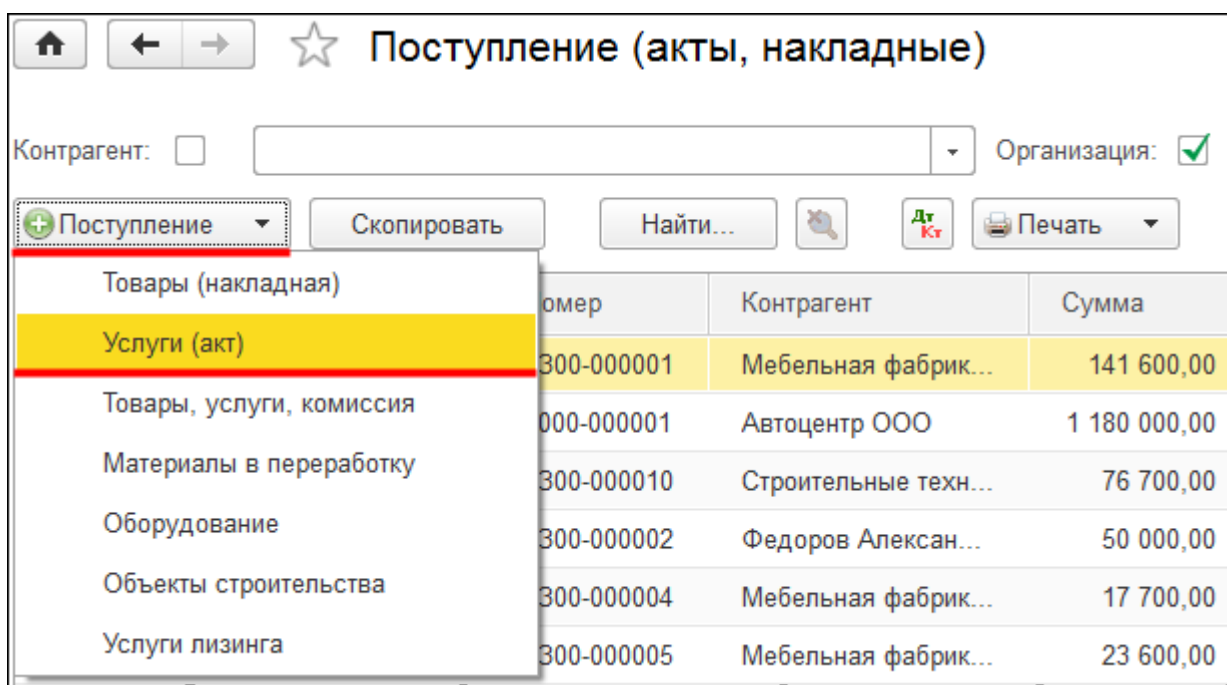 Поступление (акты, накладные)
Контрагент: Организация:
Поступление Скопировать Найти... Дт Кт Печать
Товары (накладная)
омер Контрагент Сумма
Услуги (акт)
300-000001 Мебельная фабрик... 141 600,00
Товары, услуги, комиссия
000-000001 Автоцентр ООО 1 180 000,00
Материалы в переработку
300-000010 Строительные техн... 76 700,00
Оборудование
300-000002 Федоров Алексан... 50 000,00
Объекты строительства
300-000004 Мебельная фабрик... 17 700,00
Услуги лизинга
300-000005 Мебельная фабрик... 23 600,00